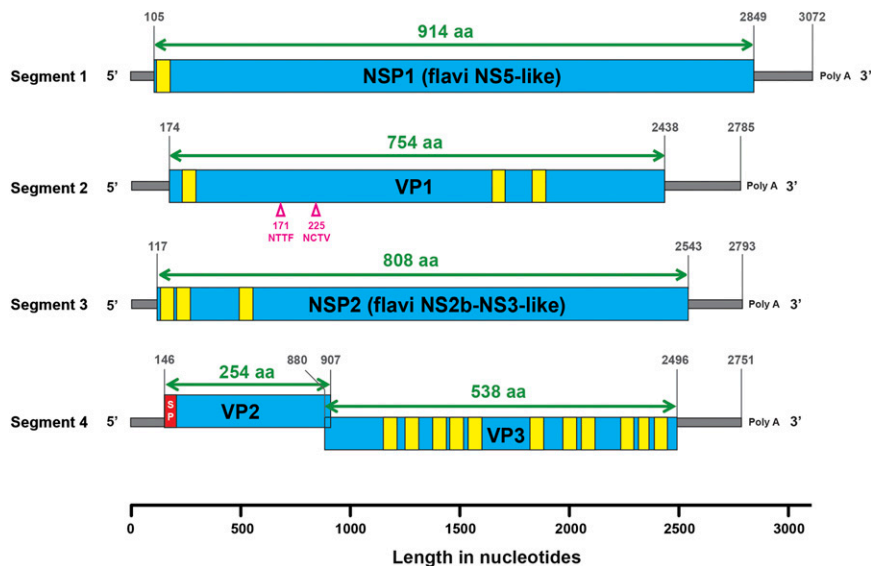 105 2849 3072
914 aa
Segment 1 5' NSP1 (flavi NS5-like) Poly A 3'
174 2438 2785
754 aa
Segment 2 5' VP1 Poly A 3'
171 225
NTTF NCTV
117 2543 2793
808 aa
Segment 3 5' NSP2 (flavi NS2b-NS3-like) Poly A 3'
146 880 907 2496 2751
254 aa
538 aa
Segment 4 5' SP VP2 VP3 Poly A 3'
0 500 1000 1500 2000 2500 3000
Length in nucleotides